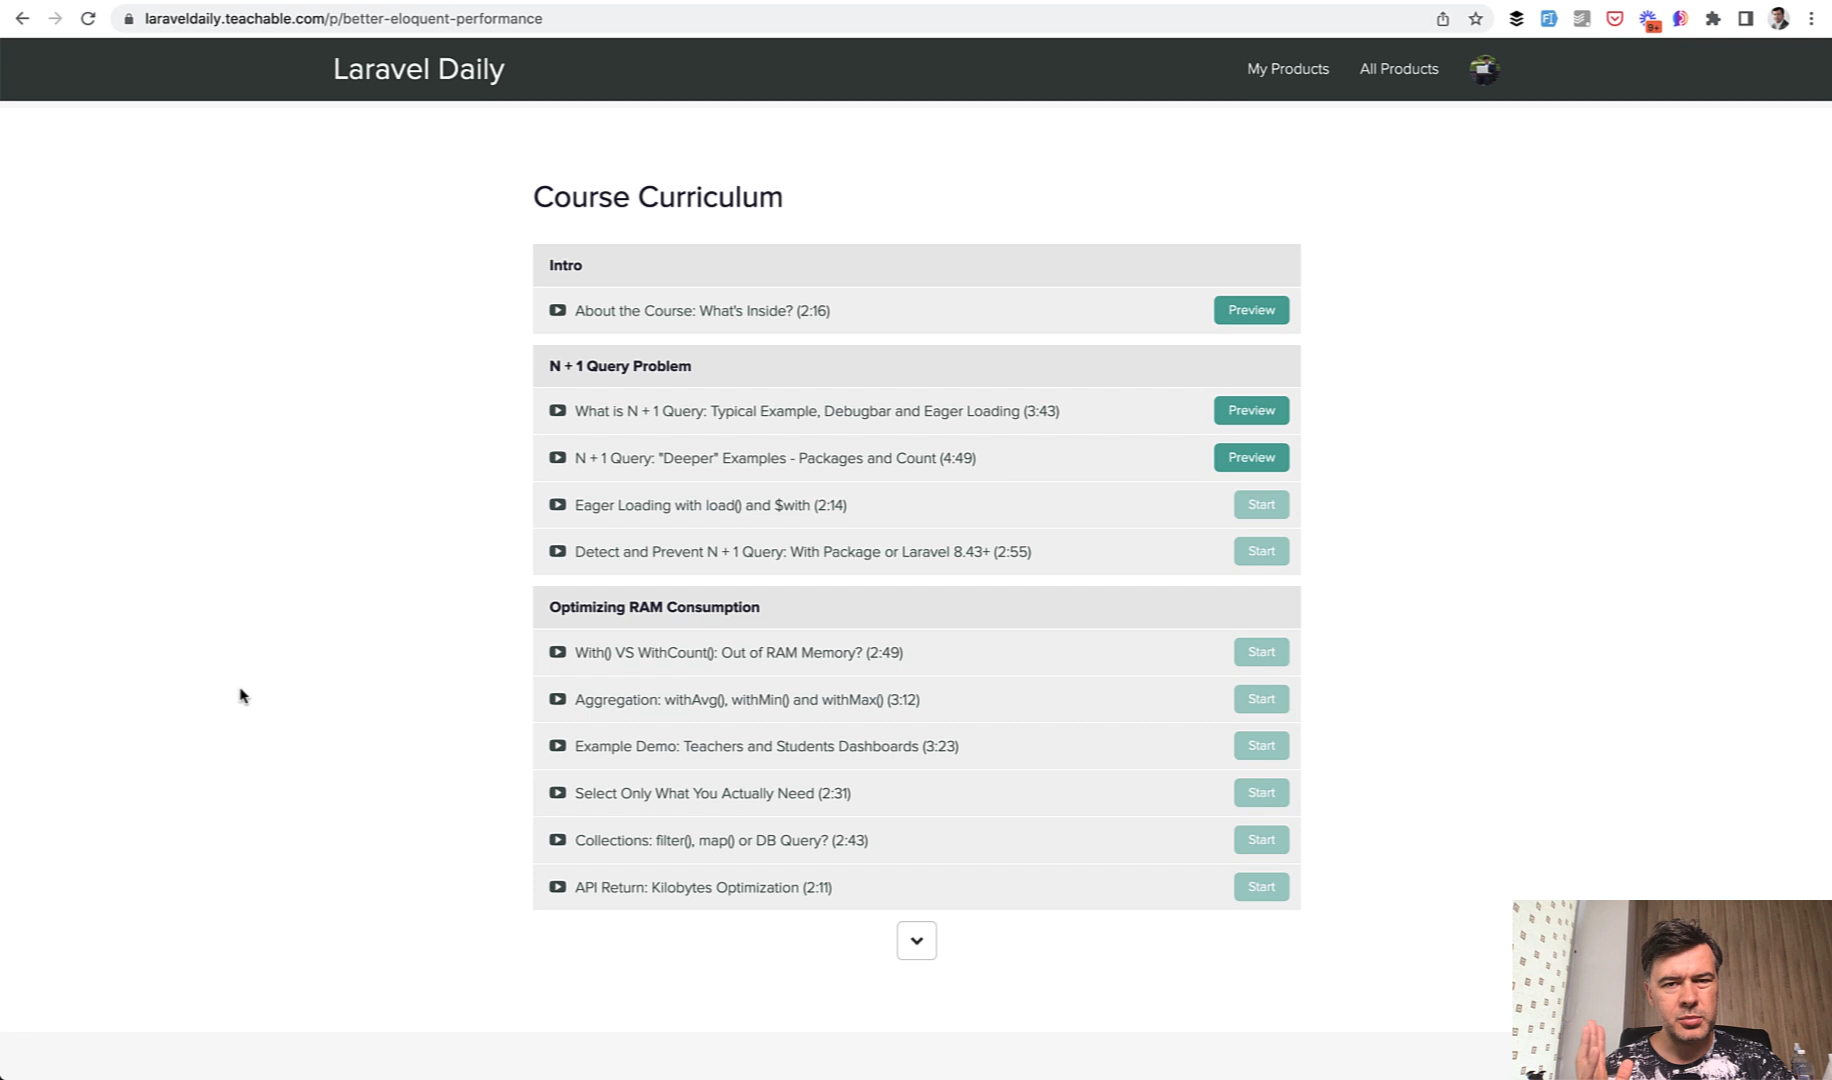 laraveldaily.teachable.com/p/better-eloquent-performance
9+
Laravel Daily
My Products
All Products
Course Curriculum
Intro
About the Course: What's Inside? (2:16)
Preview
N + 1 Query Problem
What is N + 1 Query: Typical Example, Debugbar and Eager Loading (3:43)
Preview
N + 1 Query: "Deeper" Examples - Packages and Count (4:49)
Preview
Eager Loading with load() and $with (2:14)
Start
Detect and Prevent N + 1 Query: With Package or Laravel 8.43+ (2:55)
Start
Optimizing RAM Consumption
With() VS WithCount(): Out of RAM Memory? (2:49)
Start
Aggregation: withAvg(), withMin() and withMax() (3:12)
Start
Example Demo: Teachers and Students Dashboards (3:23)
Start
Select Only What You Actually Need (2:31)
Start
Collections: filter(), map() or DB Query? (2:43)
Start
API Return: Kilobytes Optimization (2:11)
Start